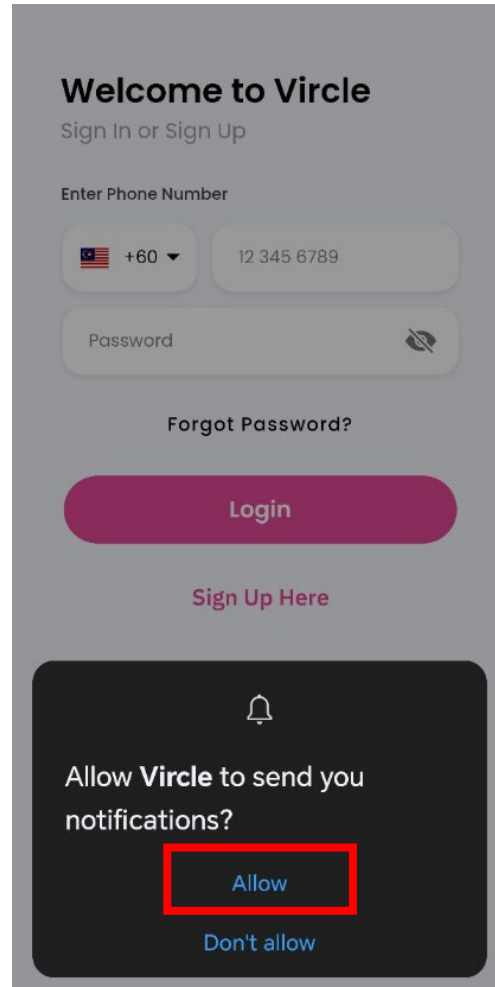 Welcome to Vircle
Sign In or Sign Up
Enter Phone Number
+60 12 345 6789
Password
Forgot Password?
Login
Sign Up Here
Allow Vircle to send you
notifications?
Allow
Don't allow